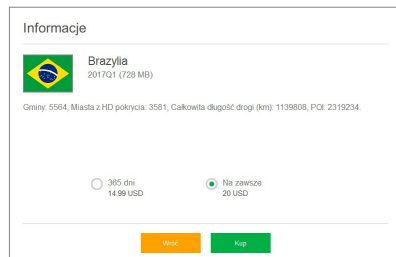 Informacje
Brazylia
2017Q1 (728 MB)
Gminy: 5564, Miasta z HD pokrycia: 3581, Całkowita długość drogi (km): 1139808, POI: 2319234.
365 dni
14.99 USD
Na zawsze
20 USD
Wróć
Kup